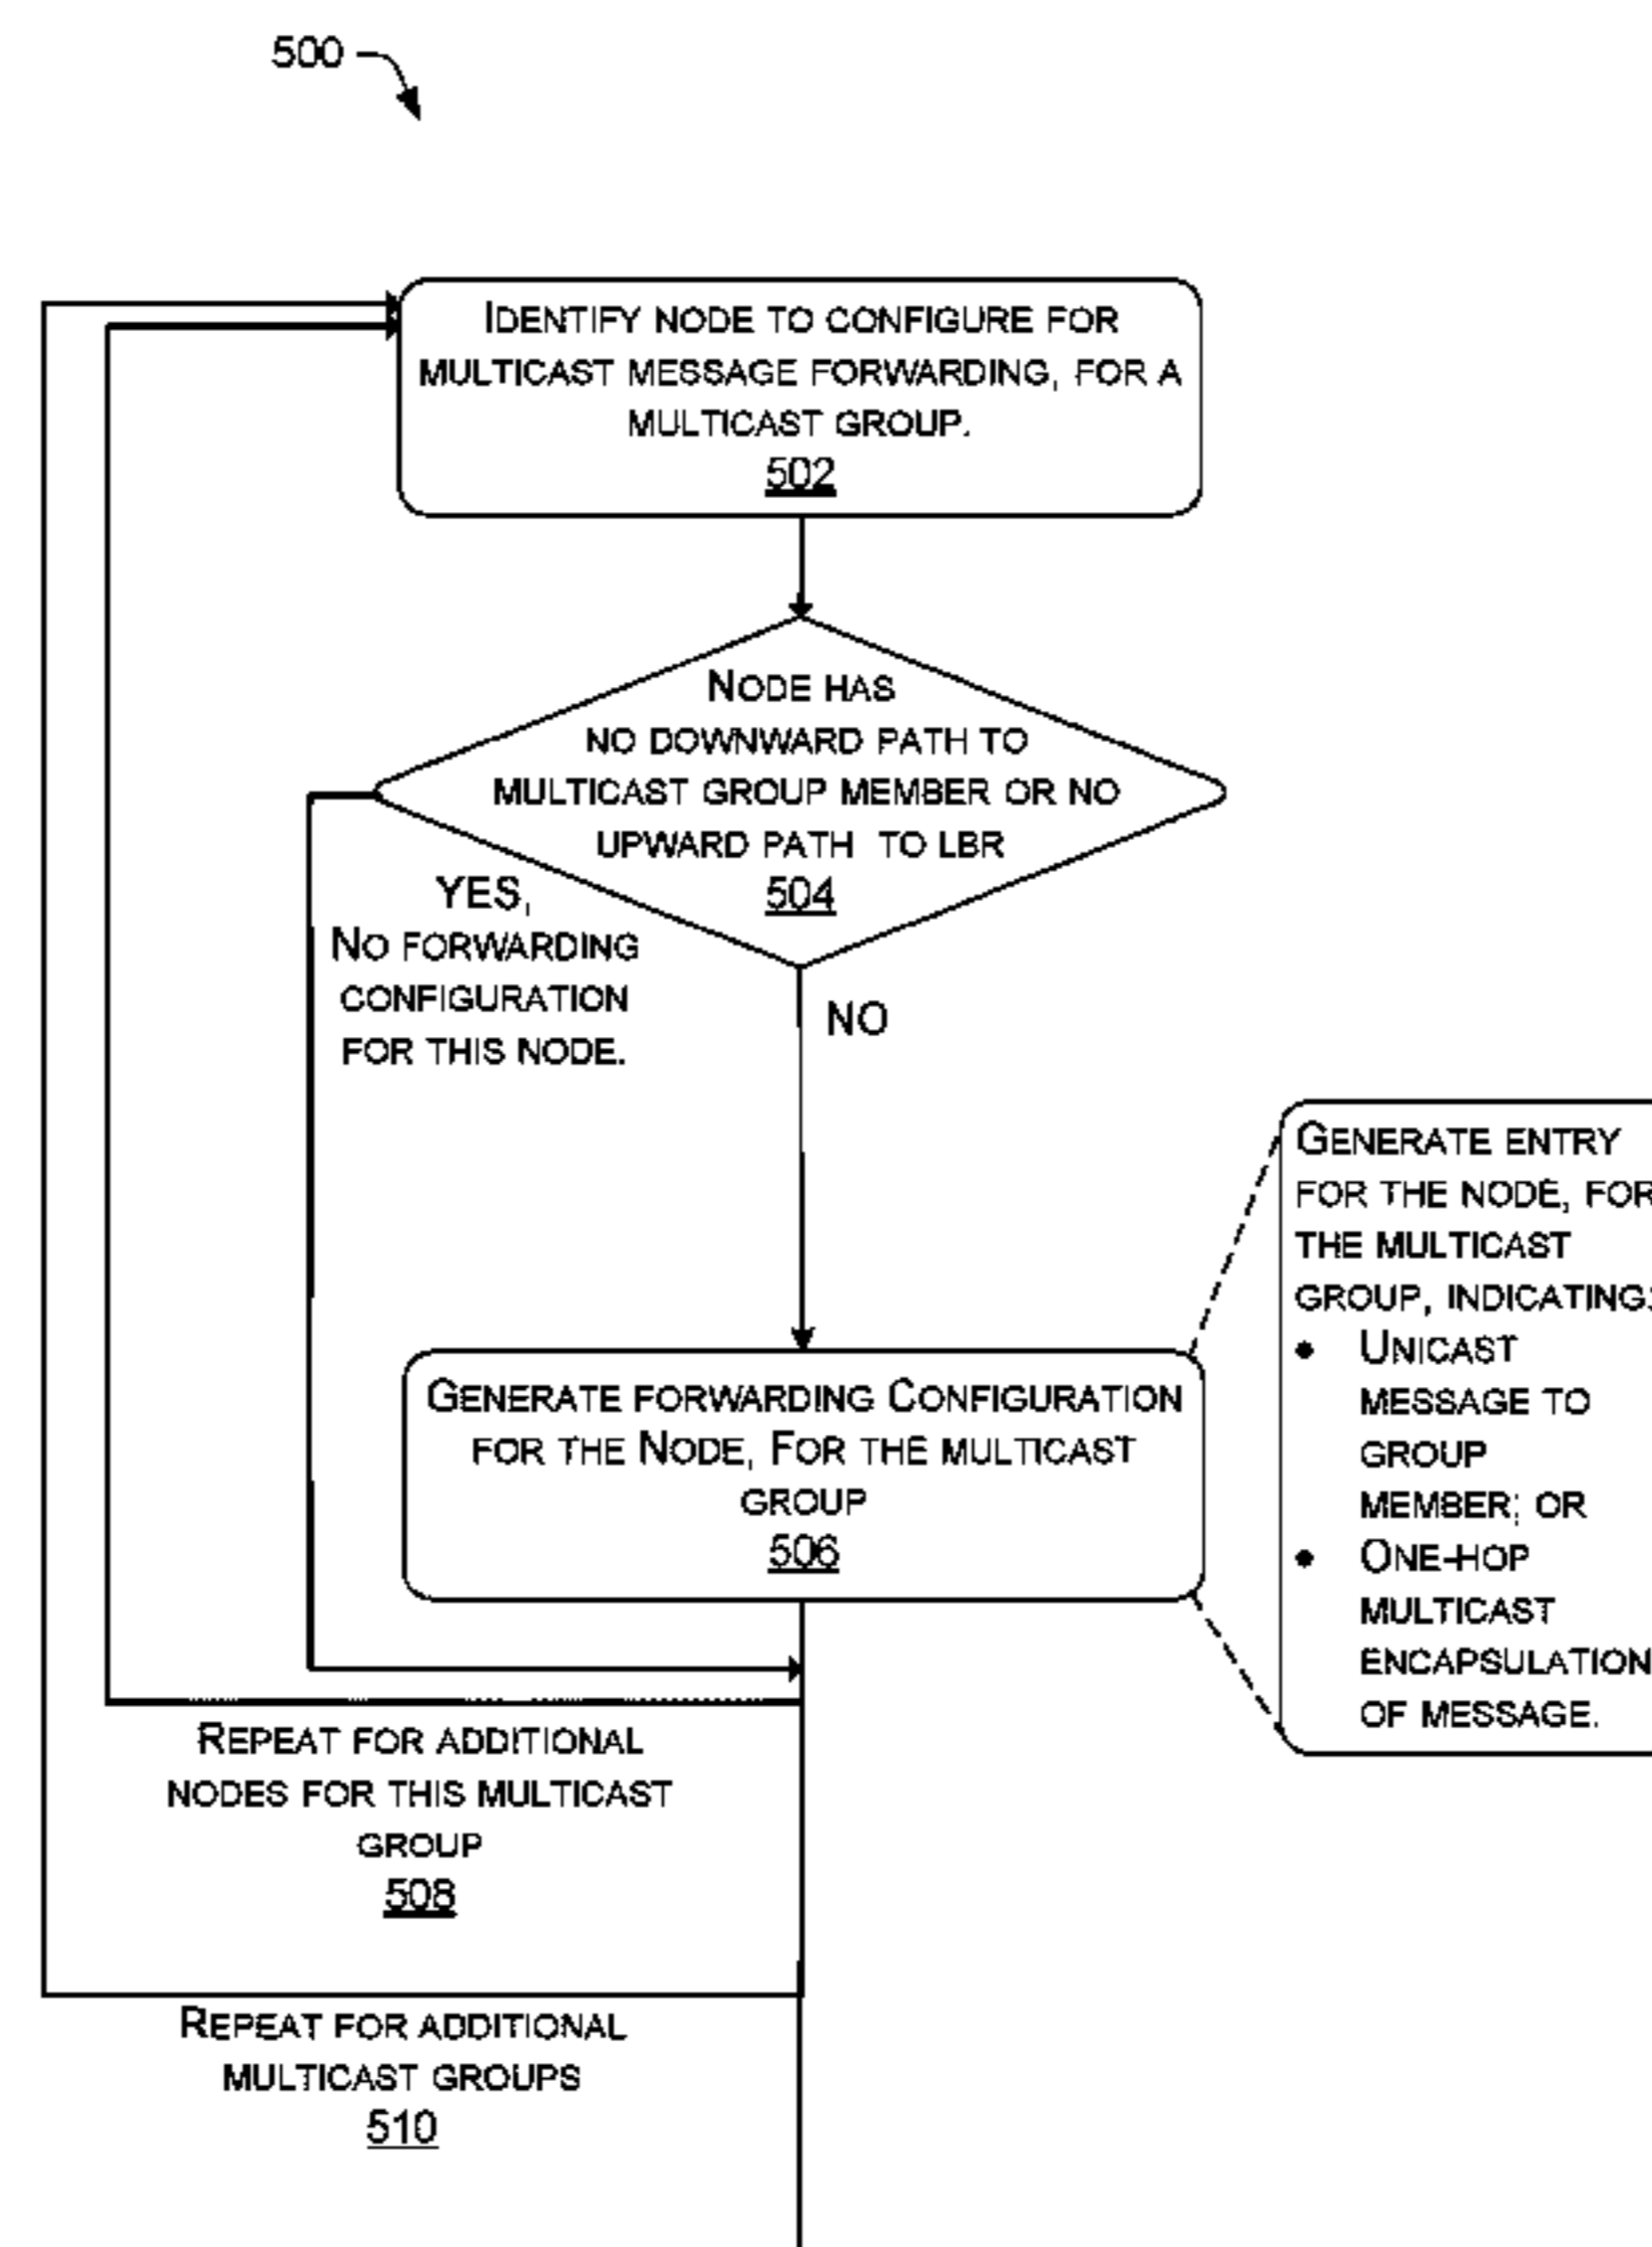 500
IDENTIFY NODE TO CONFIGURE FOR
MULTICAST MESSAGE FORWARDING, FOR A
MULTICAST GROUP.
502
NODE HAS
NO DOWNWARD PATH TO
MULTICAST GROUP MEMBER OR NO
UPWARD PATH TO LBR
504
YES,
NO FORWARDING
CONFIGURATION
FOR THIS NODE.
NO
GENERATE FORWARDING CONFIGURATION
FOR THE NODE, FOR THE MULTICAST
GROUP
506
GENERATE ENTRY
FOR THE NODE, FOR
THE MULTICAST
GROUP, INDICATING:
• UNICAST
MESSAGE TO
GROUP
MEMBER; OR
• ONE-HOP
MULTICAST
ENCAPSULATION
OF MESSAGE.
REPEAT FOR ADDITIONAL
NODES FOR THIS MULTICAST
GROUP
508
REPEAT FOR ADDITIONAL
MULTICAST GROUPS
510